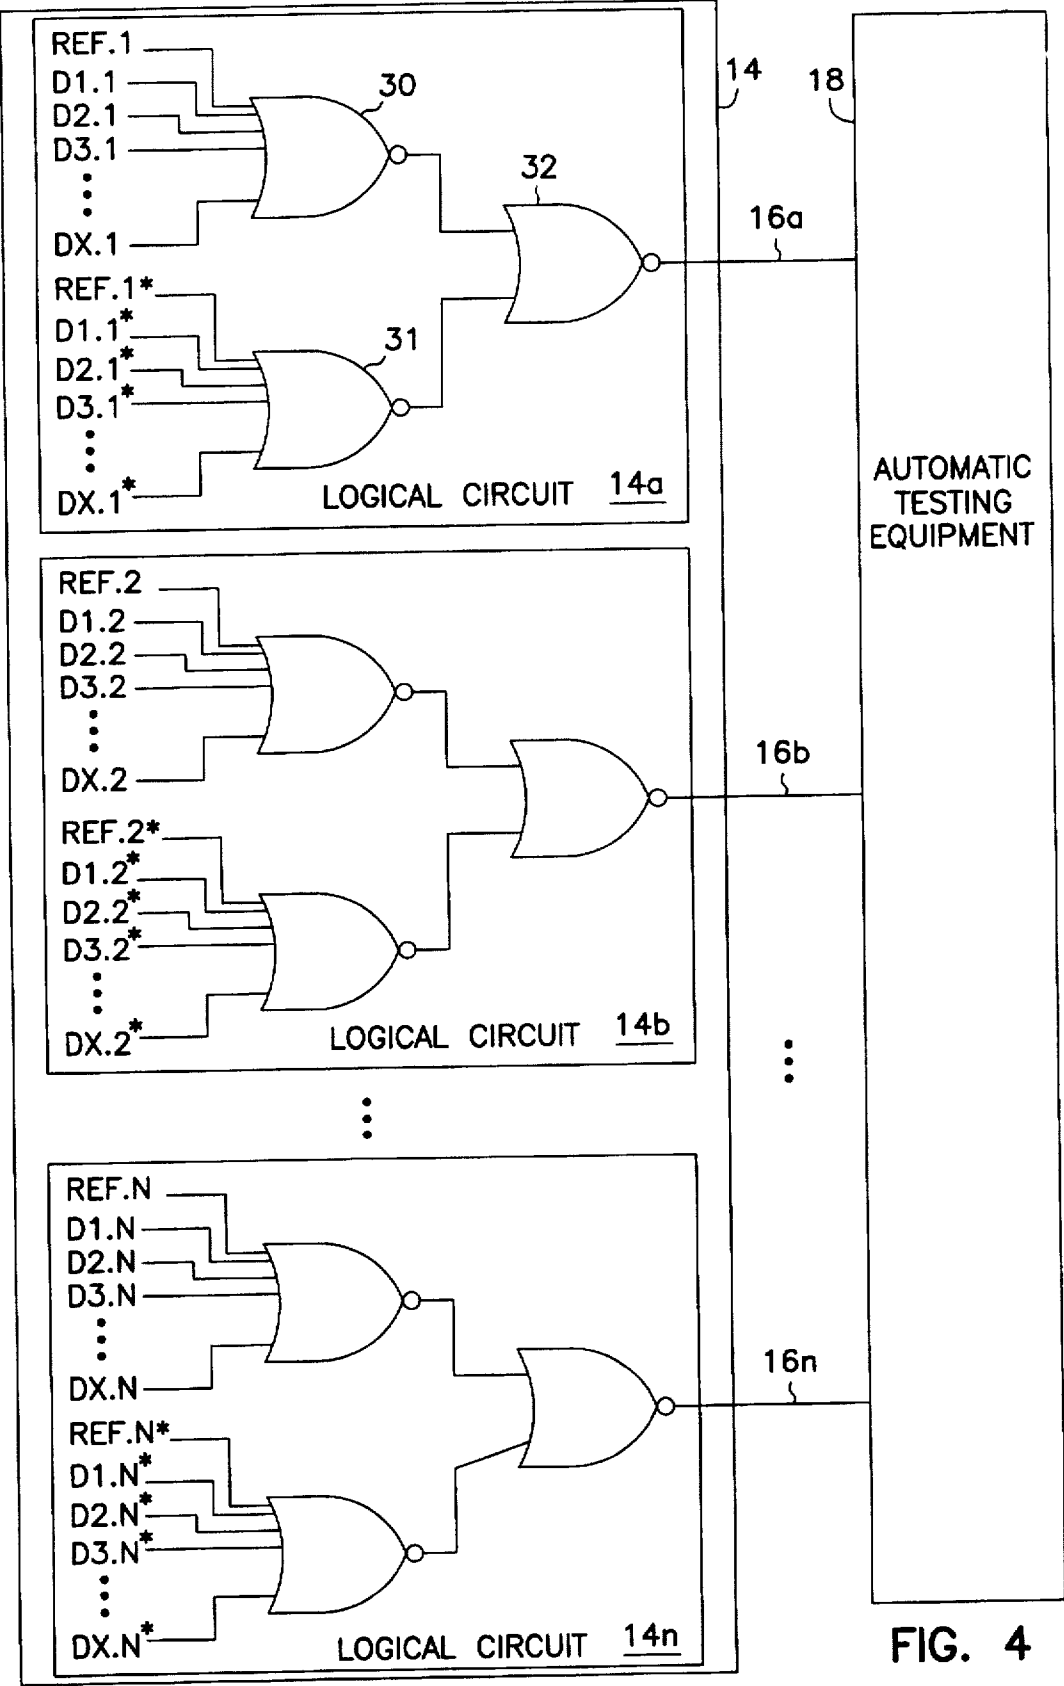 REF.1
D1.1
D2.1
D3.1
DX.1
30
32
14
18
16a
REF.1*
D1.1*
D2.1*
D3.1*
DX.1*
31
LOGICAL CIRCUIT 14a
AUTOMATIC
TESTING
EQUIPMENT
REF.2
D1.2
D2.2
D3.2
DX.2
16b
REF.2*
D1.2*
D2.2*
D3.2*
DX.2*
LOGICAL CIRCUIT 14b
REF.N
D1.N
D2.N
D3.N
DX.N
16n
REF.N*
D1.N*
D2.N*
D3.N*
DX.N*
LOGICAL CIRCUIT 14n
FIG. 4